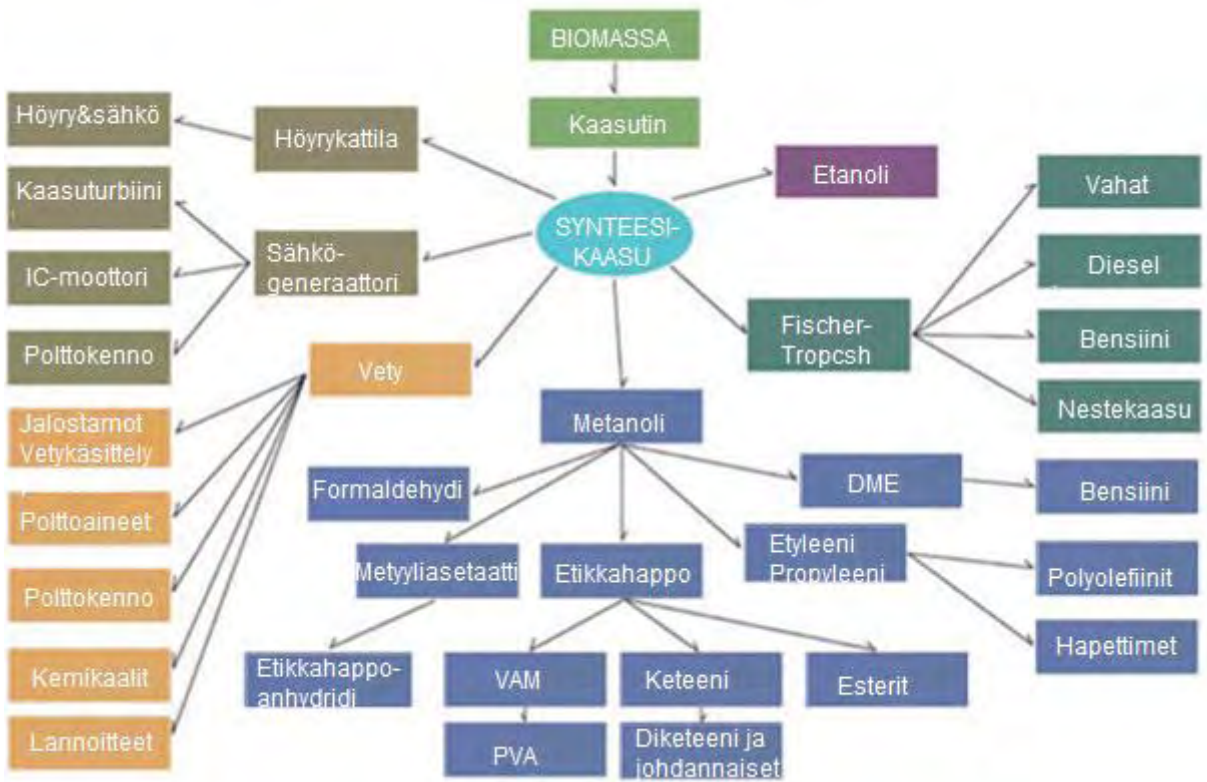 BIOMASSA
Kaasutin
SYNTEESI-
KAASU
Höyrykattila
Höyry&sähkö
Sähkö-
generaattori
Kaasuturbiini
IC-moottori
Polttokenno
Vety
Jalostamot
Vetykäsittely
Polttoaineet
Polttokenno
Kemikaalit
Lannoitteet
Etanoli
Fischer-
Tropcsh
Vahat
Diesel
Bensiini
Nestekaasu
Metanoli
Formaldehydi
Metyyliasetaatti
Etikkahappo-
anhydridi
Etikkahappo
VAM
PVA
Keteeni
Diketeeni ja
johdannaiset
Esterit
Etyleeni
Propyleeni
Polyolefiinit
Hapettimet
DME
Bensiini